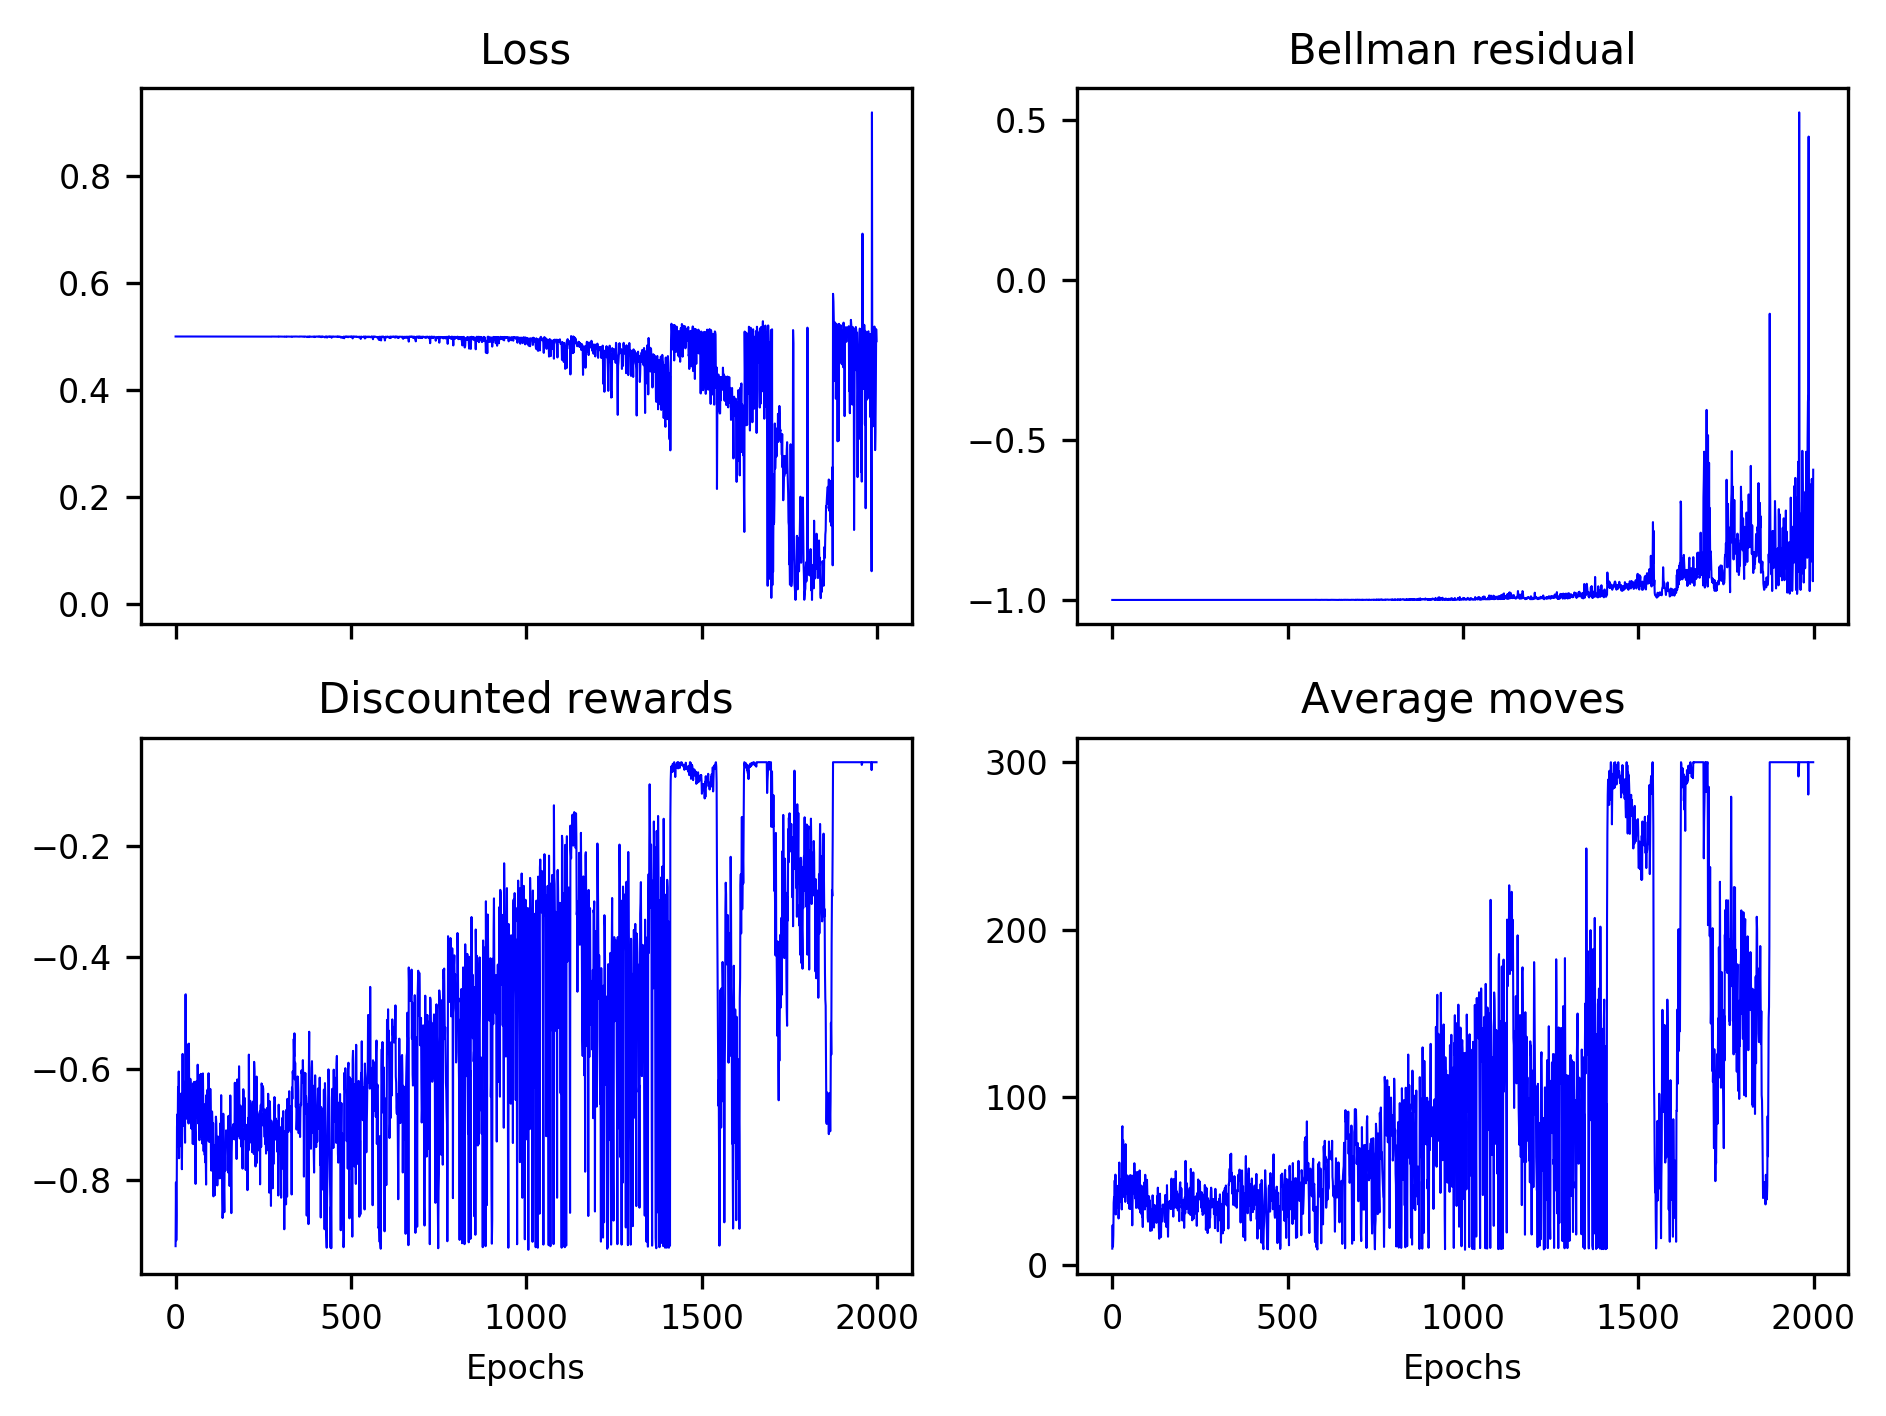 Loss
0.8
0.6
0.4
0.2
0.0
Bellman residual
0.5
0.0
−0.5
−1.0
Discounted rewards
−0.2
−0.4
−0.6
−0.8
0 500 1000 1500 2000
Epochs
Average moves
300
200
100
0
0 500 1000 1500 2000
Epochs